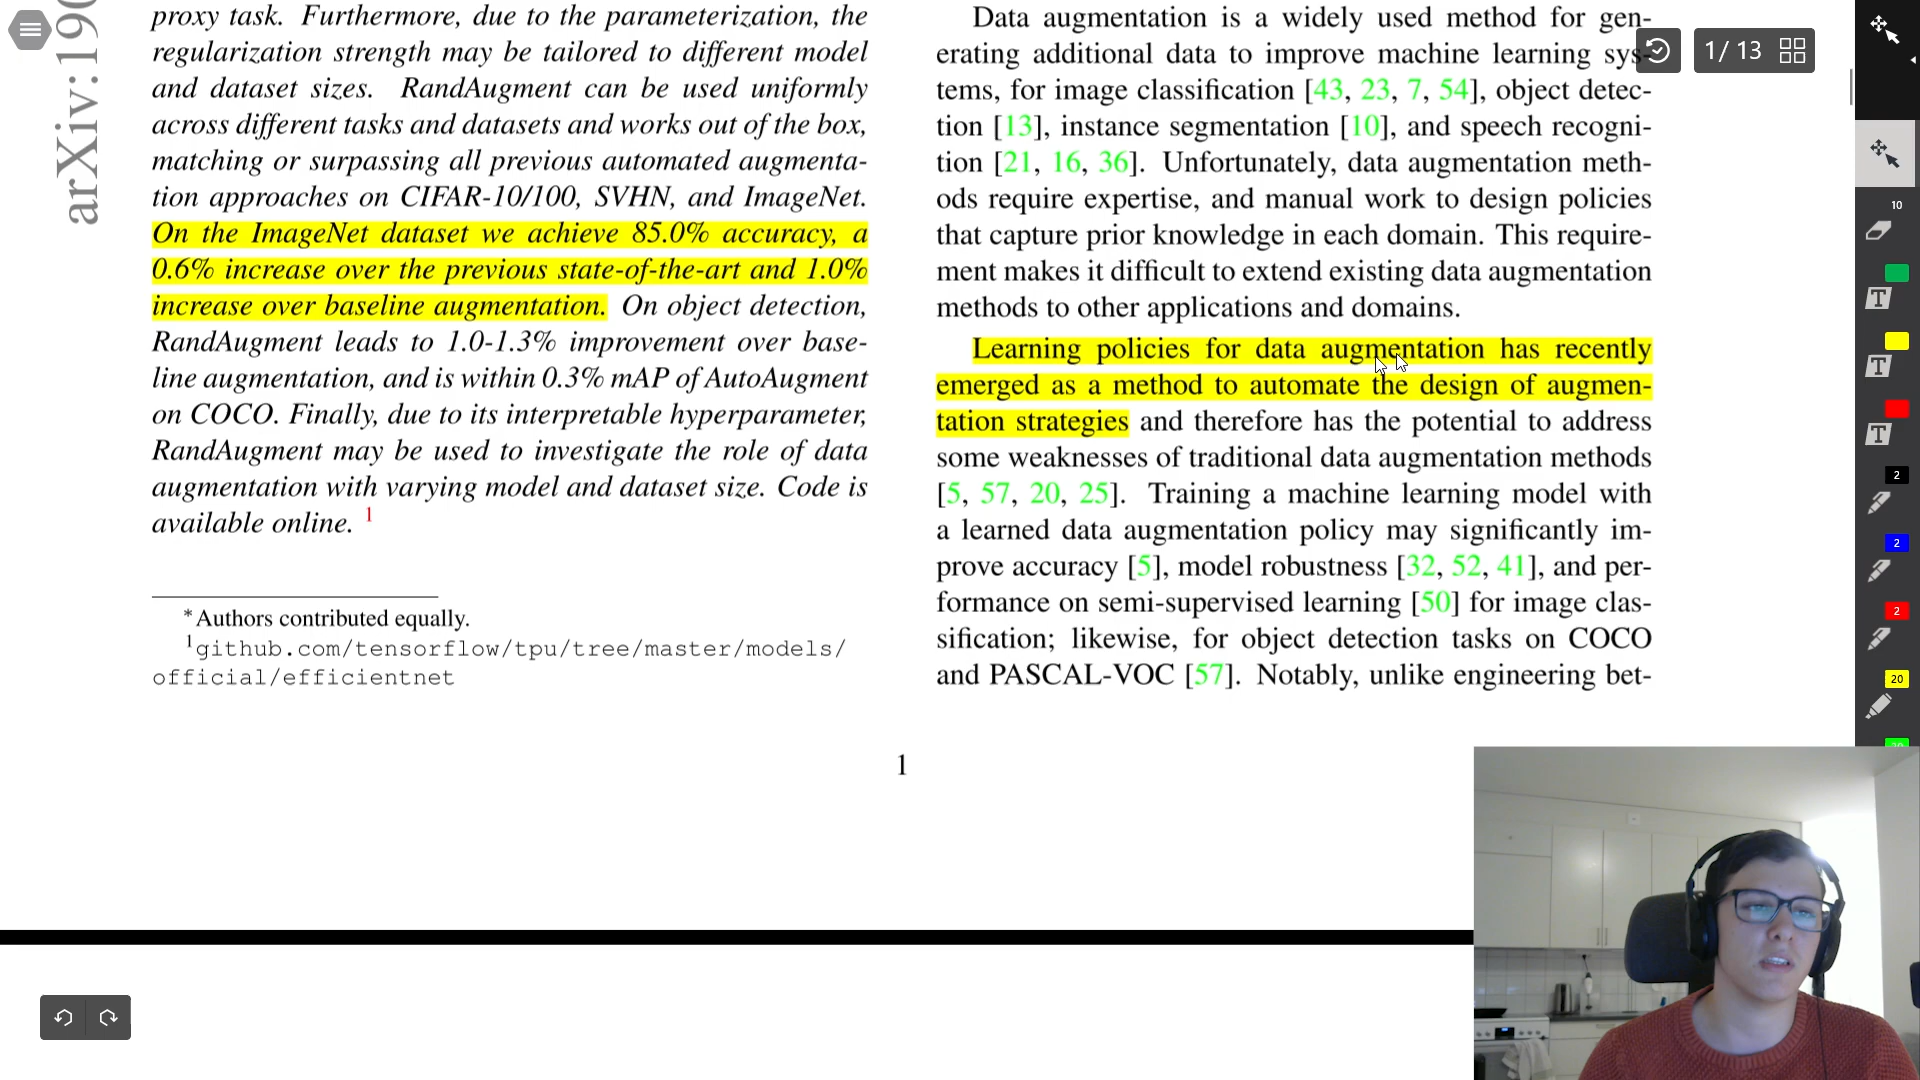 arXiv:190
proxy task. Furthermore, due to the parameterization, the
regularization strength may be tailored to different model
and dataset sizes. RandAugment can be used uniformly
across different tasks and datasets and works out of the box,
matching or surpassing all previous automated augmenta-
tion approaches on CIFAR-10/100, SVHN, and ImageNet.
On the ImageNet dataset we achieve 85.0% accuracy, a
0.6% increase over the previous state-of-the-art and 1.0%
increase over baseline augmentation. On object detection,
RandAugment leads to 1.0-1.3% improvement over base-
line augmentation, and is within 0.3% mAP of AutoAugment
on COCO. Finally, due to its interpretable hyperparameter,
RandAugment may be used to investigate the role of data
augmentation with varying model and dataset size. Code is
available online. 1
*Authors contributed equally.
1github.com/tensorflow/tpu/tree/master/models/
official/efficientnet
Data augmentation is a widely used method for gen-
erating additional data to improve machine learning sys-
tems, for image classification [43, 23, 7, 54], object detec-
tion [13], instance segmentation [10], and speech recogni-
tion [21, 16, 36]. Unfortunately, data augmentation meth-
ods require expertise, and manual work to design policies
that capture prior knowledge in each domain. This require-
ment makes it difficult to extend existing data augmentation
methods to other applications and domains.
Learning policies for data augmentation has recently
emerged as a method to automate the design of augmen-
tation strategies and therefore has the potential to address
some weaknesses of traditional data augmentation methods
[5, 57, 20, 25]. Training a machine learning model with
a learned data augmentation policy may significantly im-
prove accuracy [5], model robustness [32, 52, 41], and per-
formance on semi-supervised learning [50] for image clas-
sification; likewise, for object detection tasks on COCO
and PASCAL-VOC [57]. Notably, unlike engineering bet-
1
1/ 13
10
T
T
T
2
2
2
20